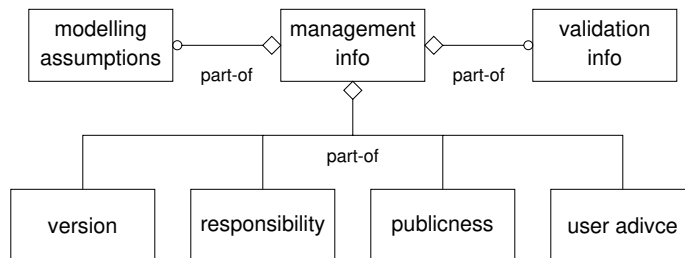 modelling
assumptions
management
info
validation
info
part-of
part-of
part-of
version
responsibility
publicness
user adivce